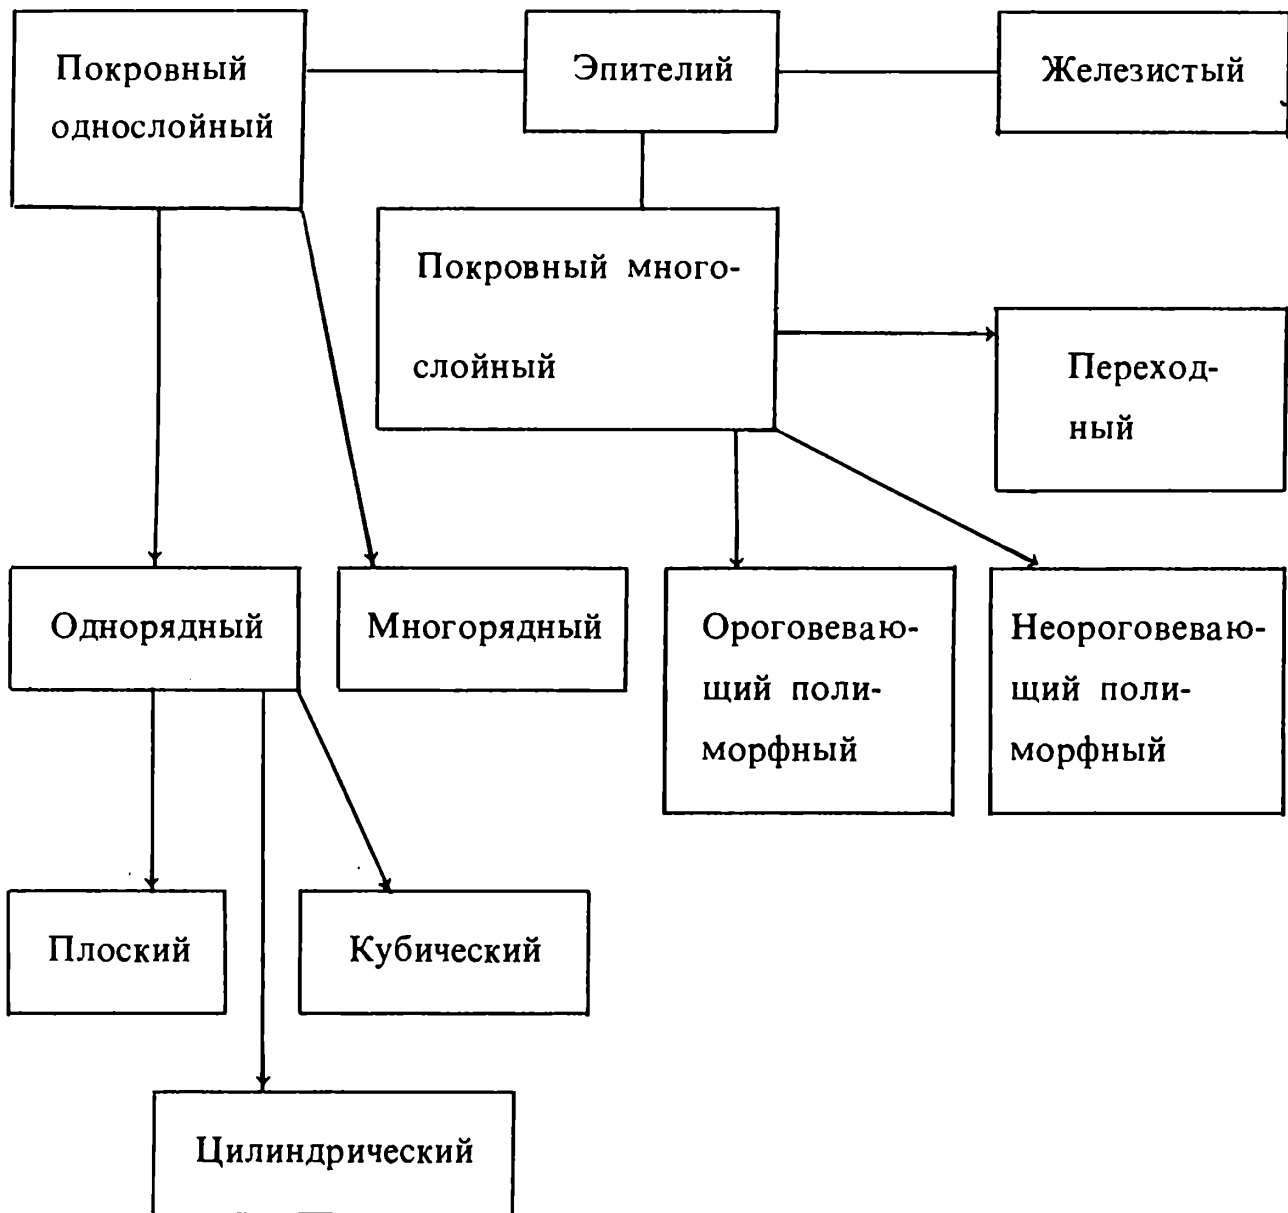 Покровный
однослойный
Эпителий
Железистый
Покровный много-
слойный
Переход-
ный
Однорядный
Многорядный
Ороговеваю-
щий поли-
морфный
Неороговеваю-
щий поли-
морфный
Плоский
Кубический
Цилиндрический